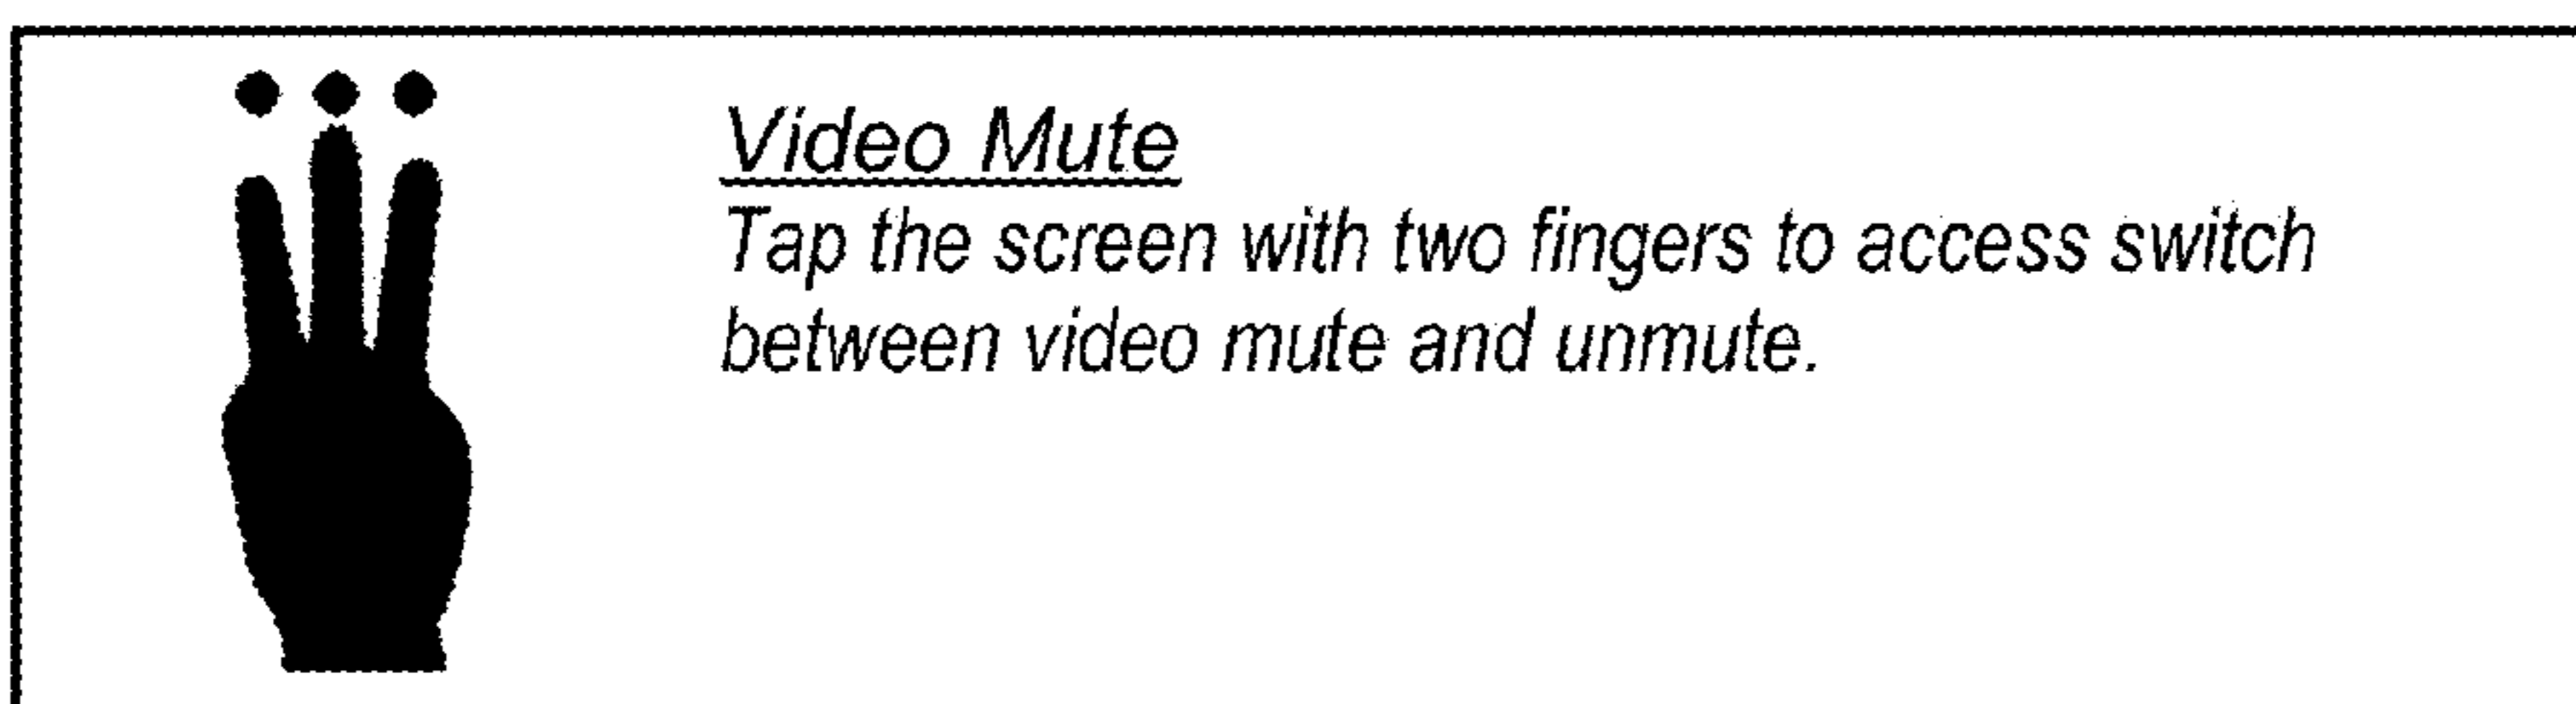 Video Mute
Tap the screen with two fingers to access switch
between video mute and unmute.